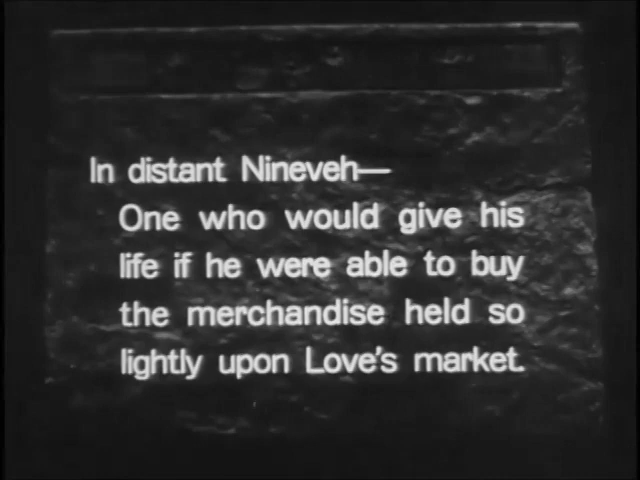 In distant Nineveh—
One who would give his
life if he were able to buy
the merchandise held so
lightly upon Love's market.